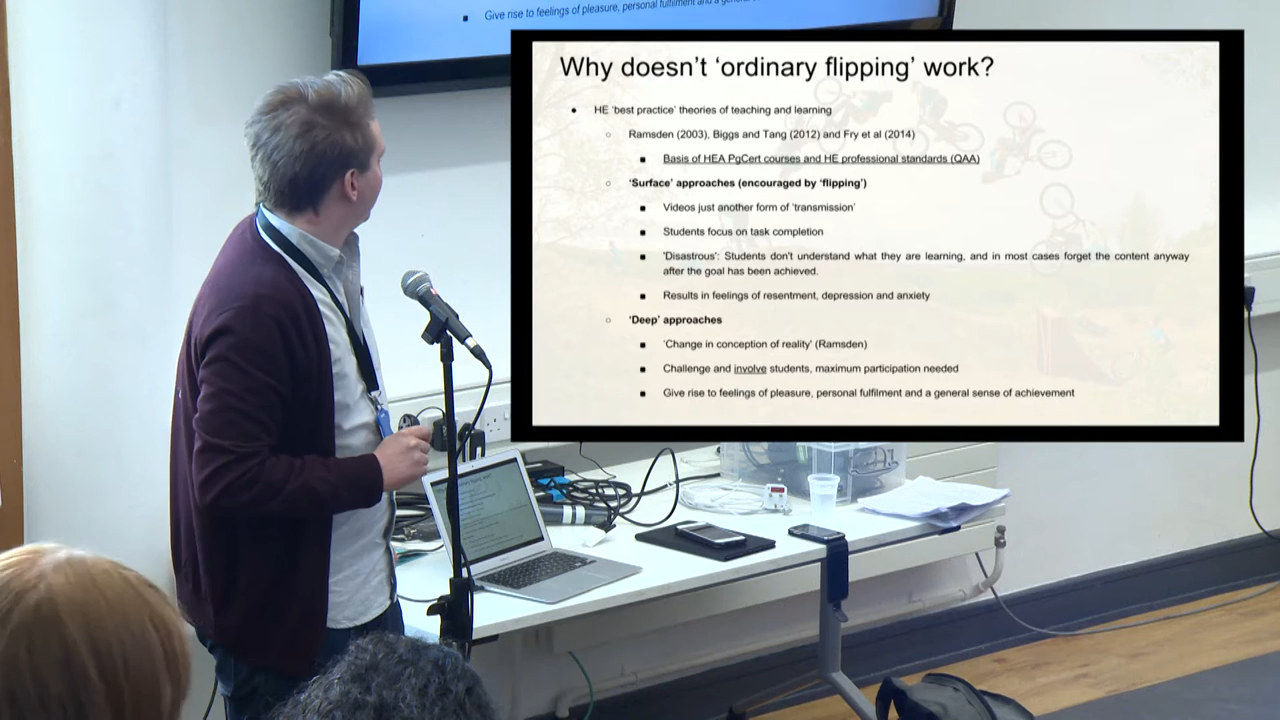 Give rise to feelings of pleasure, personal fulfilment and a
Why doesn't 'ordinary flipping' work?
HE 'best practice' theories of teaching and learning
Ramsden (2003), Biggs and Tang (2012) and Fry et al (2014)
Basis of HEA PgCert courses and HE professional standards (QAA)
'Surface' approaches (encouraged by 'flipping')
Videos just another form of 'transmission'
Students focus on task completion
'Disastrous': Students don't understand what they are learning, and in most cases forget the content anyway
after the goal has been achieved.
Results in feelings of resentment, depression and anxiety
'Deep' approaches
'Change in conception of reality' (Ramsden)
Challenge and involve students, maximum participation needed
Give rise to feelings of pleasure, personal fulfilment and a general sense of achievement